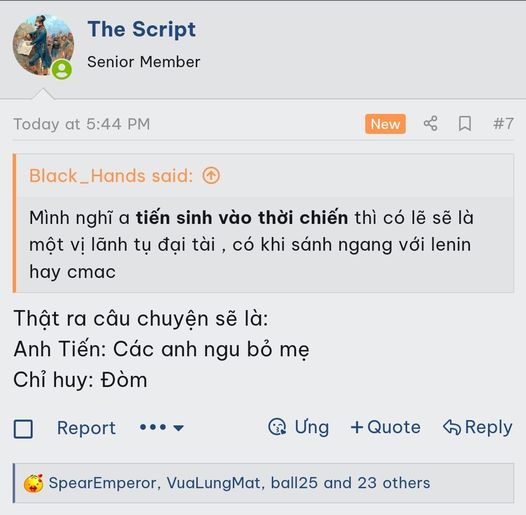 The Script
Senior Member
Today at 5:44 PM New #7
Black_Hands said:
Mình nghĩ a tiến sinh vào thời chiến thì có lẽ sẽ là
một vị lãnh tụ đại tài , có khi sánh ngang với lenin
hay cmac
Thật ra câu chuyện sẽ là:
Anh Tiến: Các anh ngu bỏ mẹ
Chỉ huy: Đòm
Report Ưng +Quote Reply
SpearEmperor, VuaLungMat, ball25 and 23 others